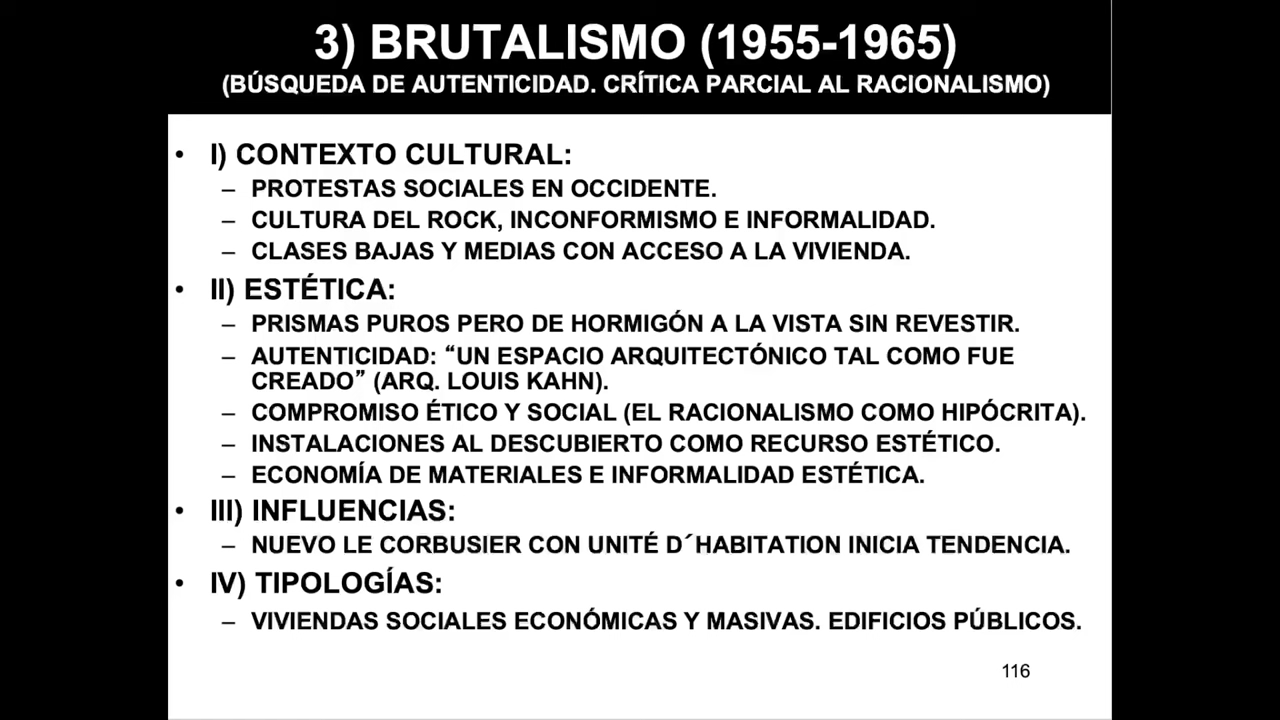 3) BRUTALISMO (1955-1965)
(BÚSQUEDA DE AUTENTICIDAD. CRÍTICA PARCIAL AL RACIONALISMO)
• I) CONTEXTO CULTURAL:
– PROTESTAS SOCIALES EN OCCIDENTE.
– CULTURA DEL ROCK, INCONFORMISMO E INFORMALIDAD.
– CLASES BAJAS Y MEDIAS CON ACCESO A LA VIVIENDA.
• II) ESTÉTICA:
– PRISMAS PUROS PERO DE HORMIGÓN A LA VISTA SIN REVESTIR.
– AUTENTICIDAD: “UN ESPACIO ARQUITECTÓNICO TAL COMO FUE
CREADO” (ARQ. LOUIS KAHN).
– COMPROMISO ÉTICO Y SOCIAL (EL RACIONALISMO COMO HIPÓCRITA).
– INSTALACIONES AL DESCUBIERTO COMO RECURSO ESTÉTICO.
– ECONOMÍA DE MATERIALES E INFORMALIDAD ESTÉTICA.
• III) INFLUENCIAS:
– NUEVO LE CORBUSIER CON UNITÉ D´HABITATION INICIA TENDENCIA.
• IV) TIPOLOGÍAS:
– VIVIENDAS SOCIALES ECONÓMICAS Y MASIVAS. EDIFICIOS PÚBLICOS.
116